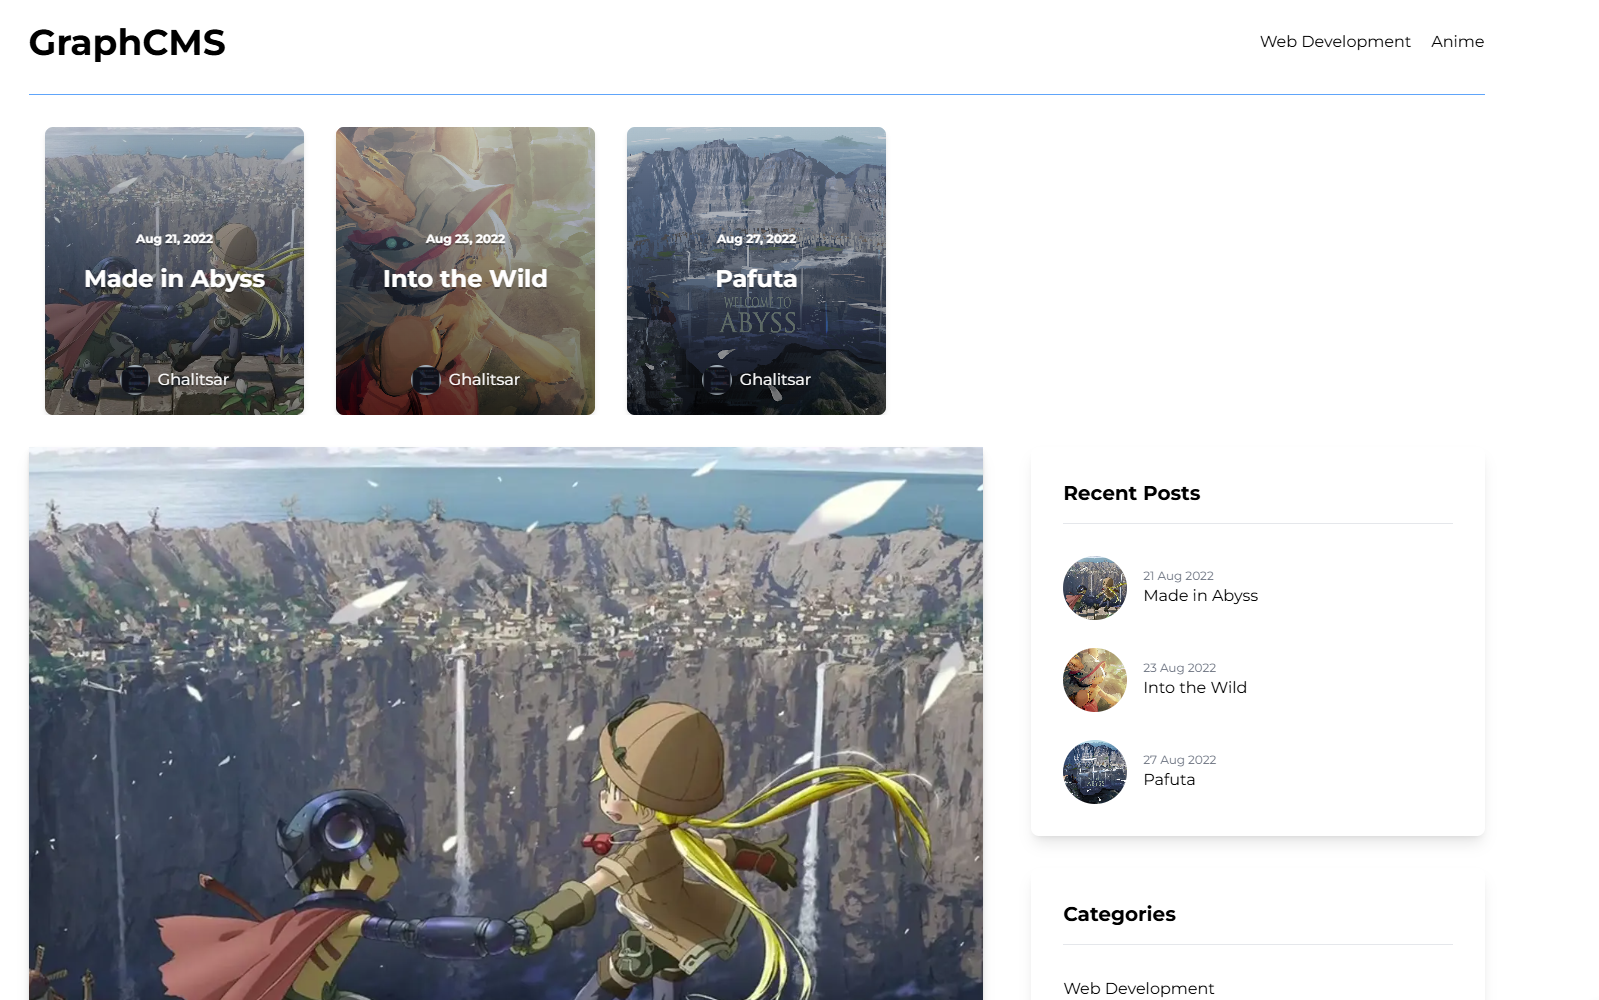 GraphCMS
Web Development
Anime
Aug 21, 2022
Made in Abyss
Ghalitsar
Aug 23, 2022
Into the Wild
Ghalitsar
Aug 27, 2022
Pafuta
WELCOME TO
ABYSS
Ghalitsar
Recent Posts
21 Aug 2022
Made in Abyss
23 Aug 2022
Into the Wild
27 Aug 2022
Pafuta
Categories
Web Development